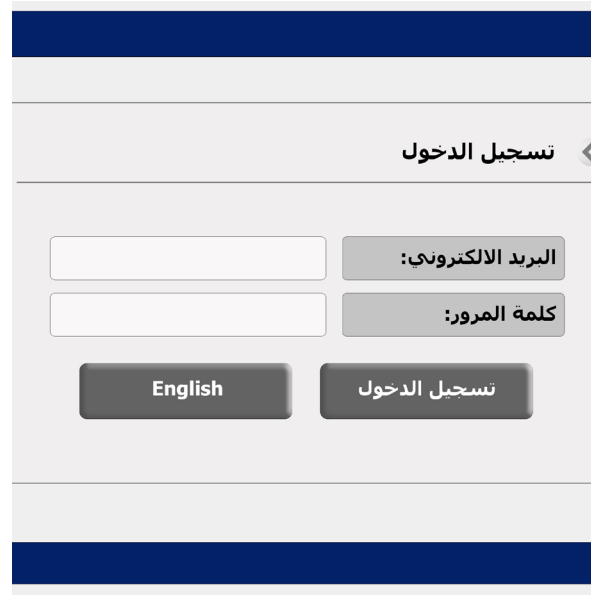 تسجيل الدخول
البريد الالكتروني:
كلمة المرور:
تسجيل الدخول
English